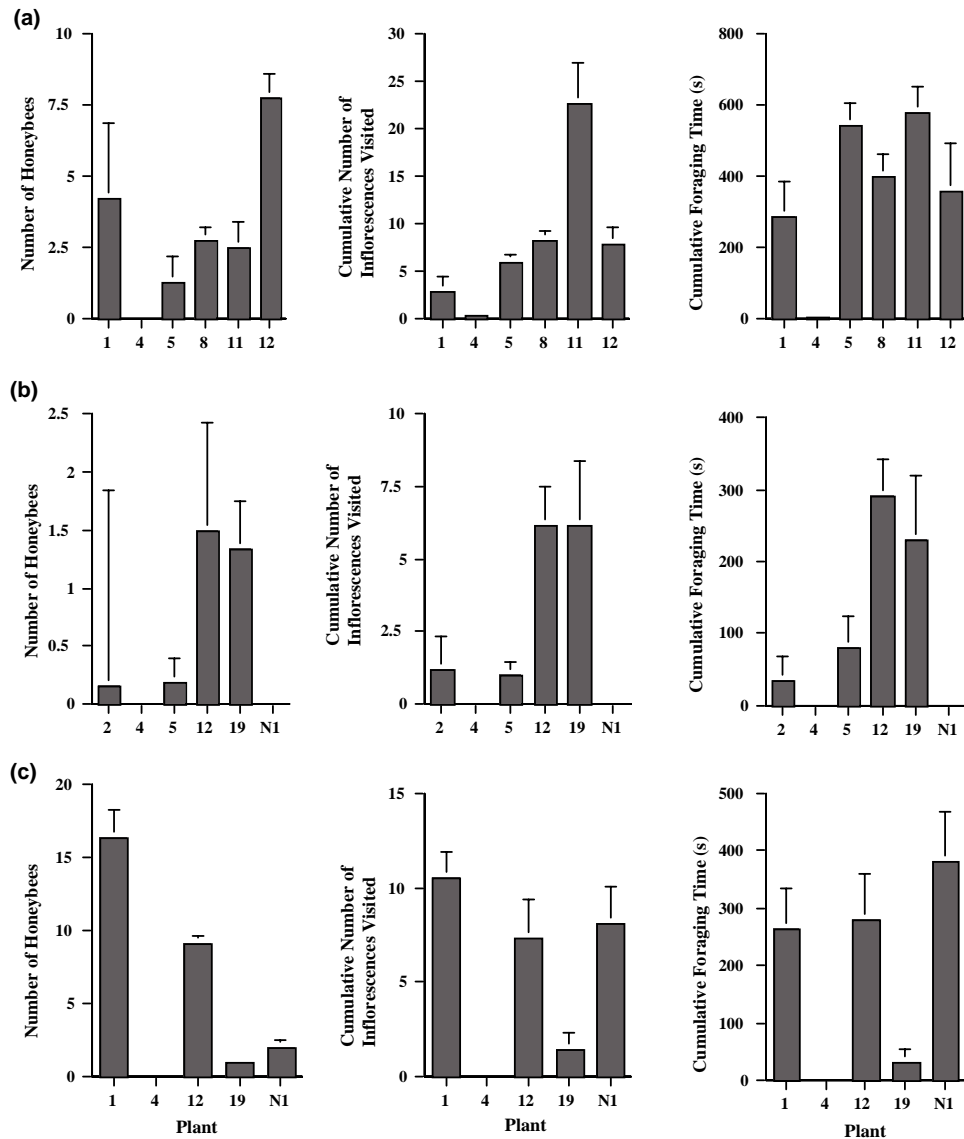 (a)
Number of Honeybees
10
7.5
5
2.5
0
1 4 5 8 11 12
Cumulative Number of
Inflorescences Visited
30
25
20
15
10
5
0
1 4 5 8 11 12
Cumulative Foraging Time (s)
800
600
400
200
0
1 4 5 8 11 12
(b)
Number of Honeybees
2.5
2
1.5
1
0.5
0
2 4 5 12 19 N1
Cumulative Number of
Inflorescences Visited
10
7.5
5
2.5
0
2 4 5 12 19 N1
Cumulative Foraging Time (s)
400
300
200
100
0
2 4 5 12 19 N1
(c)
Number of Honeybees
20
15
10
5
0
1 4 12 19 N1
Plant
Cumulative Number of
Inflorescences Visited
15
10
5
0
1 4 12 19 N1
Plant
Cumulative Foraging Time (s)
500
400
300
200
100
0
1 4 12 19 N1
Plant